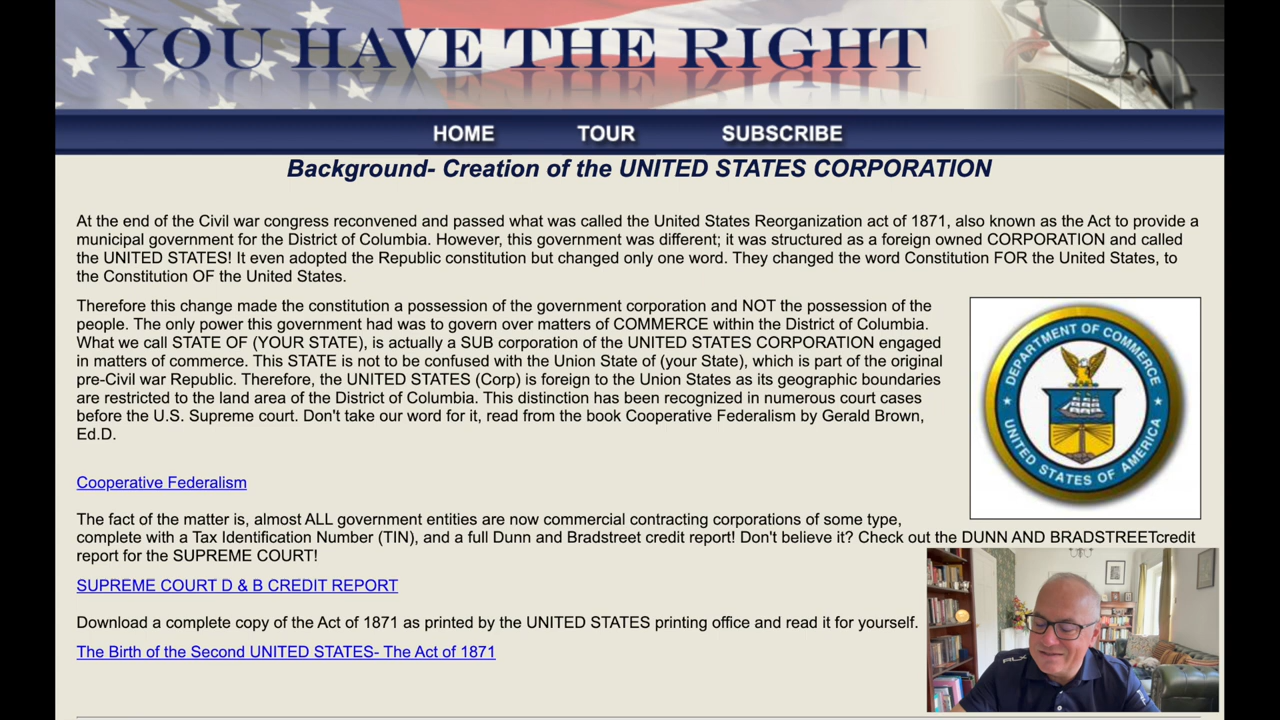 YOU HAVE THE RIGHT
HOME TOUR SUBSCRIBE
Background- Creation of the UNITED STATES CORPORATION
At the end of the Civil war congress reconvened and passed what was called the United States Reorganization act of 1871, also known as the Act to provide a
municipal government for the District of Columbia. However, this government was different; it was structured as a foreign owned CORPORATION and called
the UNITED STATES! It even adopted the Republic constitution but changed only one word. They changed the word Constitution FOR the United States, to
the Constitution OF the United States.
Therefore this change made the constitution a possession of the government corporation and NOT the possession of the
people. The only power this government had was to govern over matters of COMMERCE within the District of Columbia.
What we call STATE OF (YOUR STATE), is actually a SUB corporation of the UNITED STATES CORPORATION engaged
in matters of commerce. This STATE is not to be confused with the Union State of (your State), which is part of the original
pre-Civil war Republic. Therefore, the UNITED STATES (Corp) is foreign to the Union States as its geographic boundaries
are restricted to the land area of the District of Columbia. This distinction has been recognized in numerous court cases
before the U.S. Supreme court. Don't take our word for it, read from the book Cooperative Federalism by Gerald Brown,
Ed.D.
DEPARTMENT OF COMMERCE
UNITED STATES OF AMERICA
Cooperative Federalism
The fact of the matter is, almost ALL government entities are now commercial contracting corporations of some type,
complete with a Tax Identification Number (TIN), and a full Dunn and Bradstreet credit report! Don't believe it? Check out the DUNN AND BRADSTREETcredit
report for the SUPREME COURT!
SUPREME COURT D & B CREDIT REPORT
Download a complete copy of the Act of 1871 as printed by the UNITED STATES printing office and read it for yourself.
The Birth of the Second UNITED STATES- The Act of 1871
RLX